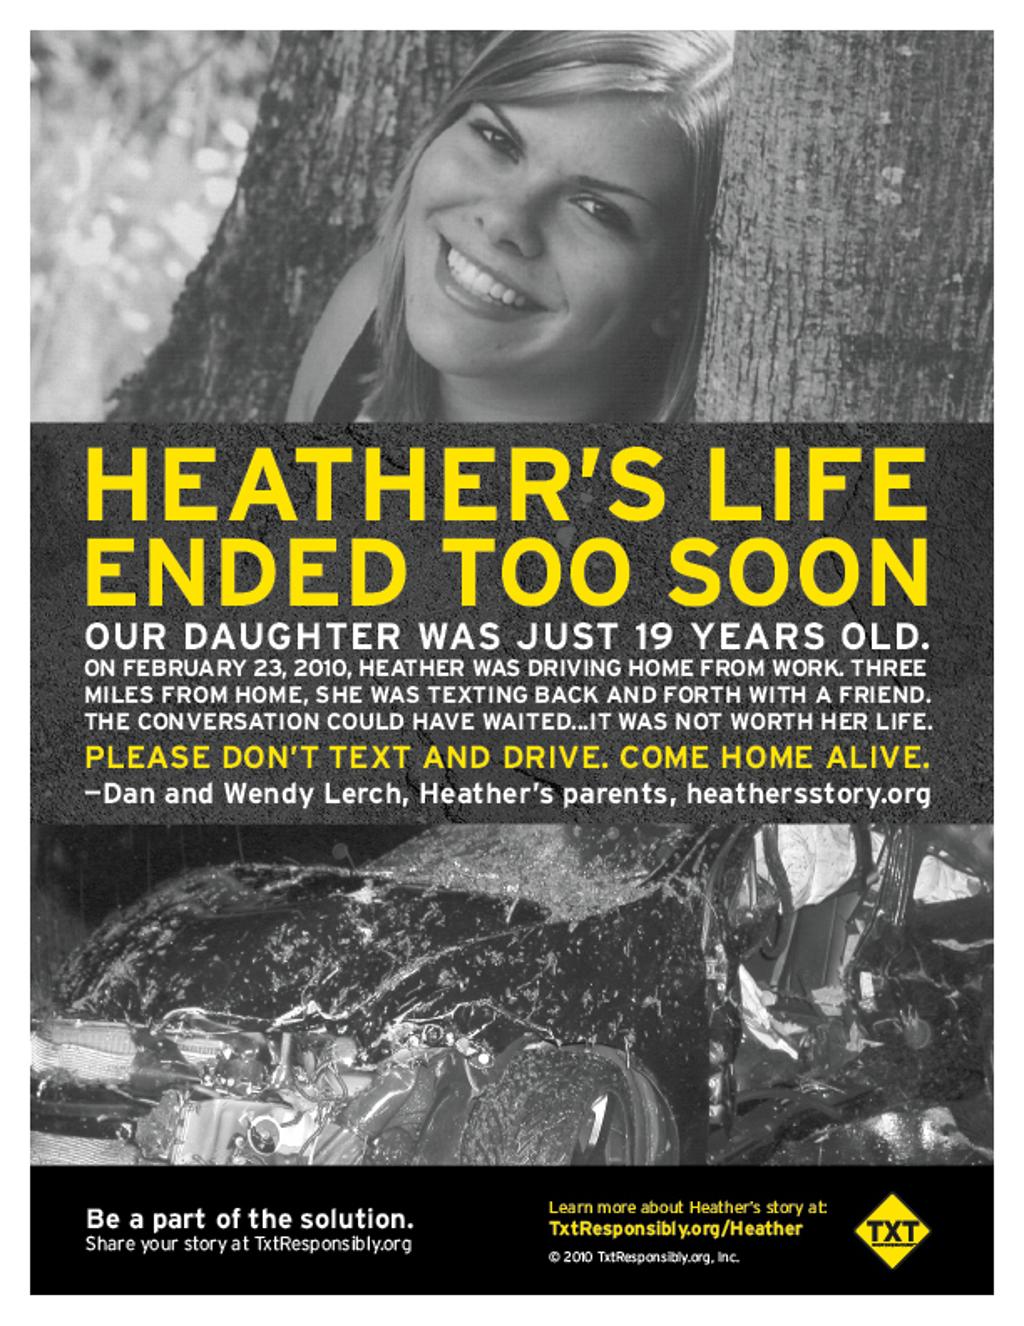 HEATHER'S LIFE
ENDED TOO SOON
OUR DAUGHTER WAS JUST 19 YEARS OLD.
ON FEBRUARY 23, 2010, HEATHER WAS DRIVING HOME FROM WORK. THREE
MILES FROM HOME, SHE WAS TEXTING BACK AND FORTH WITH A FRIEND.
THE CONVERSATION COULD HAVE WAITED...IT WAS NOT WORTH HER LIFE.
PLEASE DON'T TEXT AND DRIVE. COME HOME ALIVE.
—Dan and Wendy Lerch, Heather's parents, heathersstory.org
Be a part of the solution.
Share your story at TxtResponsibly.org
Learn more about Heather's story at:
TxtResponsibly.org/Heather
© 2010 TxtResponsibly.org, Inc.
TXT